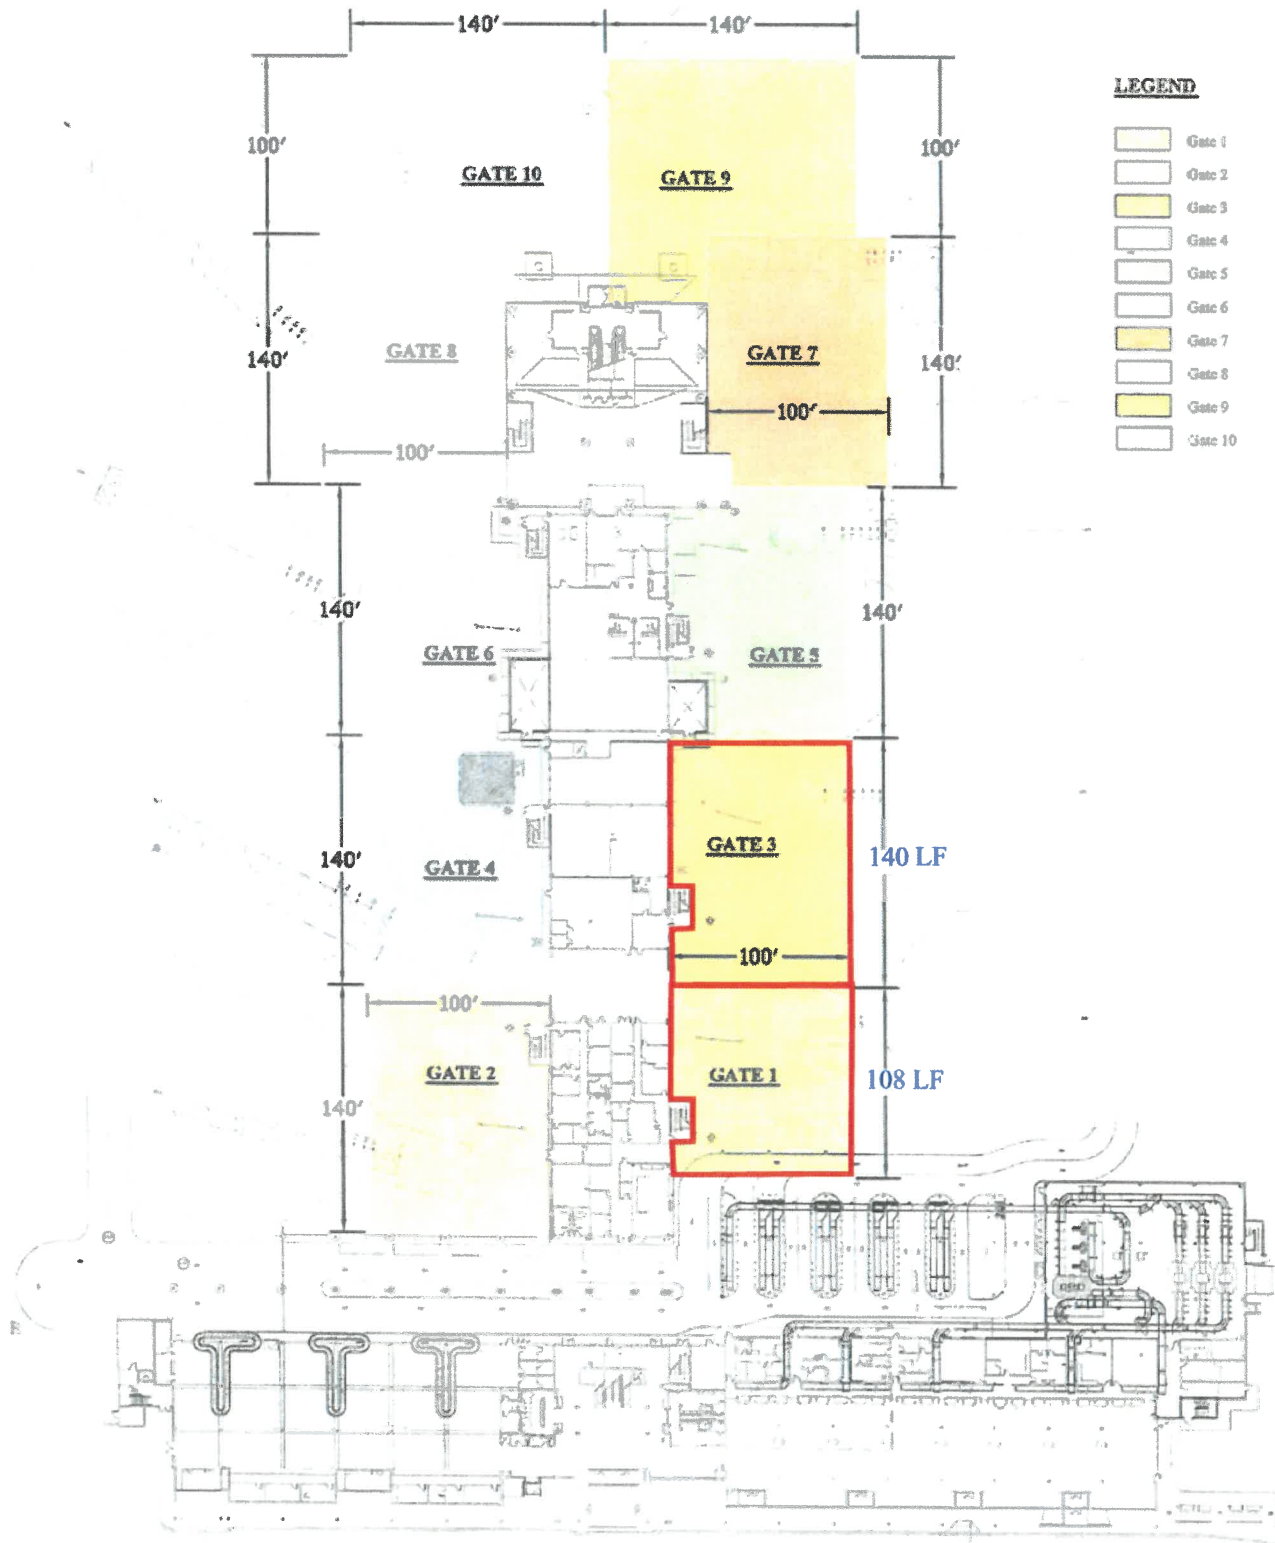 140' 140'
LEGEND
100' 100'
Gate 1
Gate 2
GATE 10 GATE 9
Gate 3
Gate 4
Gate 5
Gate 6
140' GATE 8 GATE 7 140'
Gate 7
Gate 8
100'
Gate 9
100'
Gate 10
140' 140'
GATE 6 GATE 5
GATE 3
140' GATE 4 140 LF
100'
100'
GATE 2 GATE 1 108 LF
140'